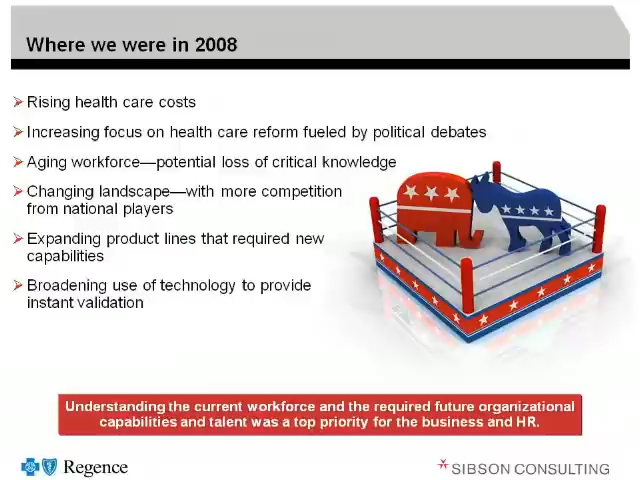 Where we were in 2008
Rising health care costs
Increasing focus on health care reform fueled by political debates
Aging workforce—potential loss of critical knowledge
Changing landscape—with more competition
from national players
Expanding product lines that required new
capabilities
Broadening use of technology to provide
instant validation
Understanding the current workforce and the required future organizational
capabilities and talent was a top priority for the business and HR.
Regence
SIBSON CONSULTING